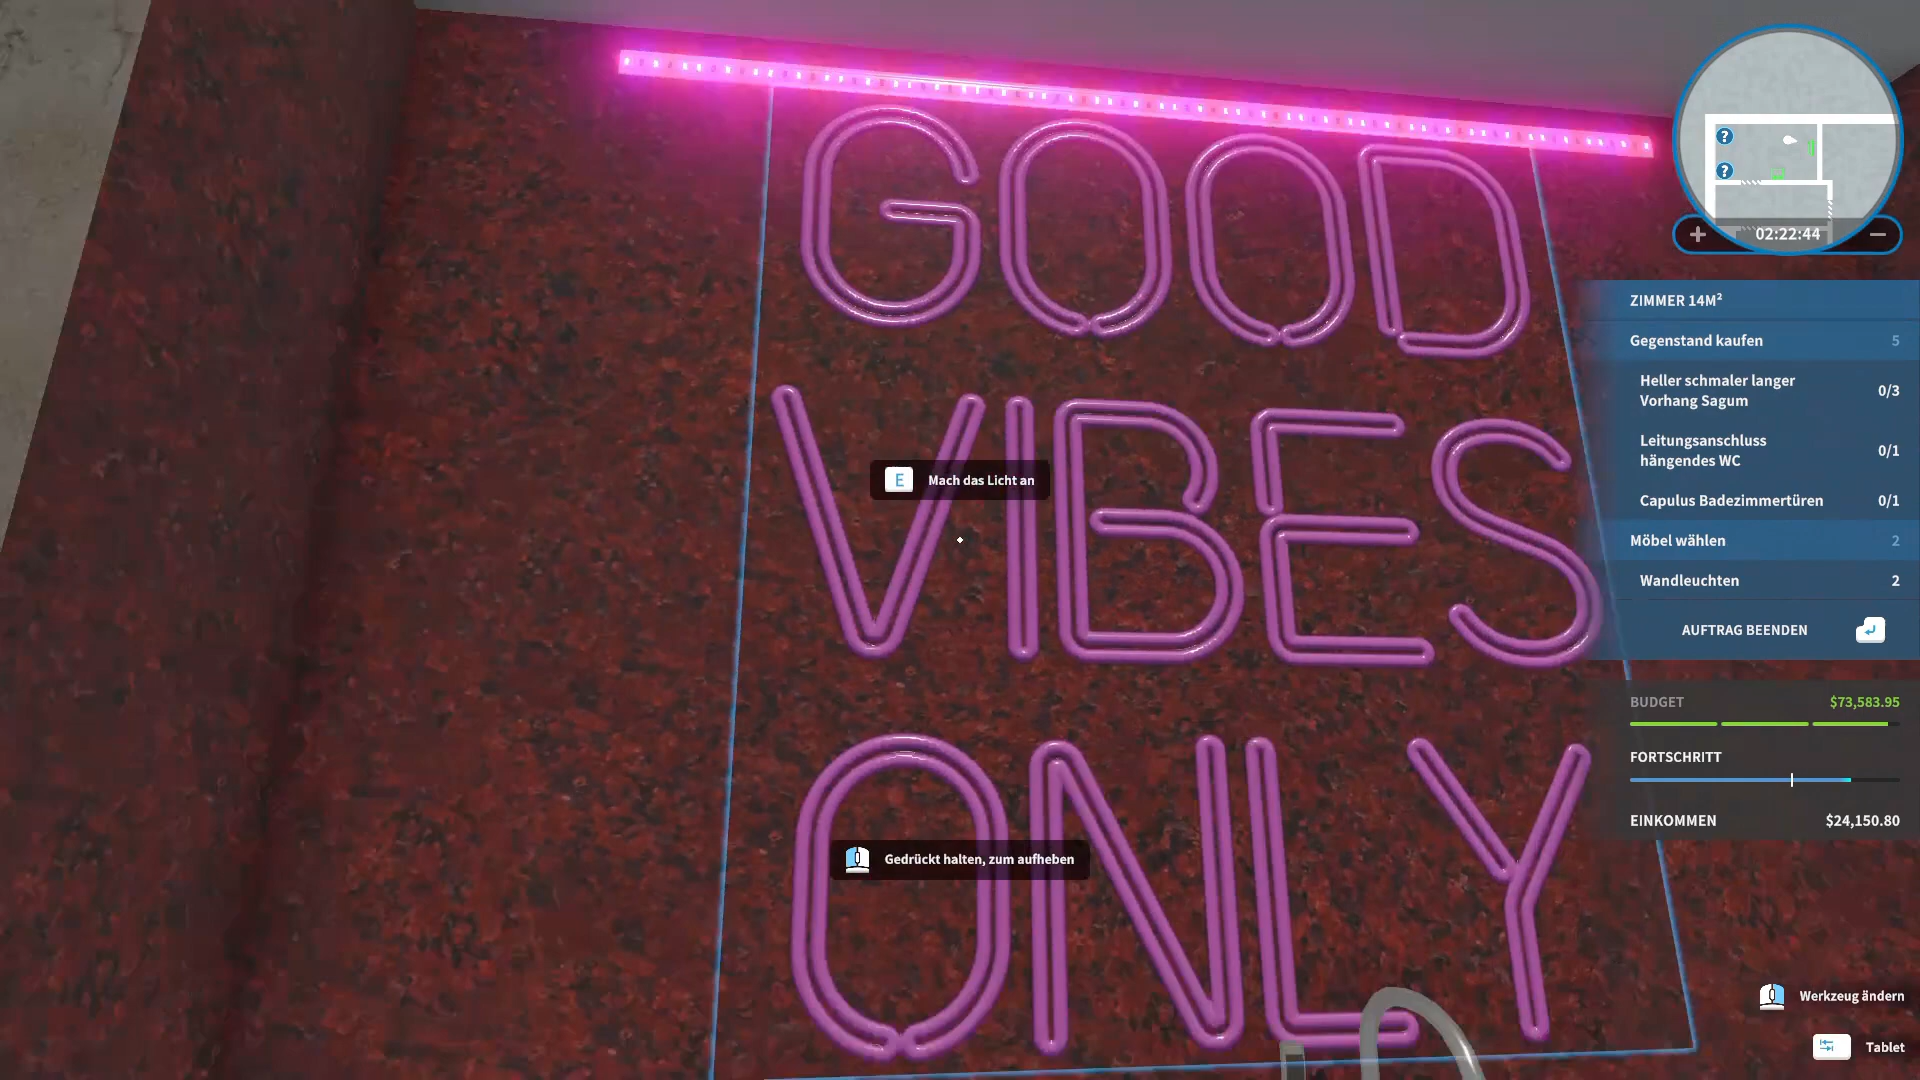 GOOD
VIBES
ONLY
E Mach das Licht an
Gedrückt halten, zum aufheben
? 
?
+ 02:22:44 −
ZIMMER 14M²
Gegenstand kaufen 5
Heller schmaler langer
Vorhang Sagum 0/3
Leitungsanschluss
hängendes WC 0/1
Capulus Badezimmertüren 0/1
Möbel wählen 2
Wandleuchten 2
AUFTRAG BEENDEN
BUDGET $73,583.95
FORTSCHRITT
EINKOMMEN $24,150.80
Werkzeug ändern
Tablet